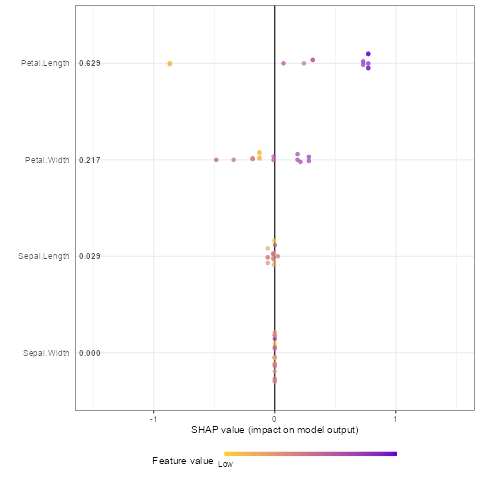 Petal.Length 0.629
Petal.Width 0.217
Sepal.Length 0.029
Sepal.Width 0.000
-1 0 1
SHAP value (impact on model output)
Feature value Low